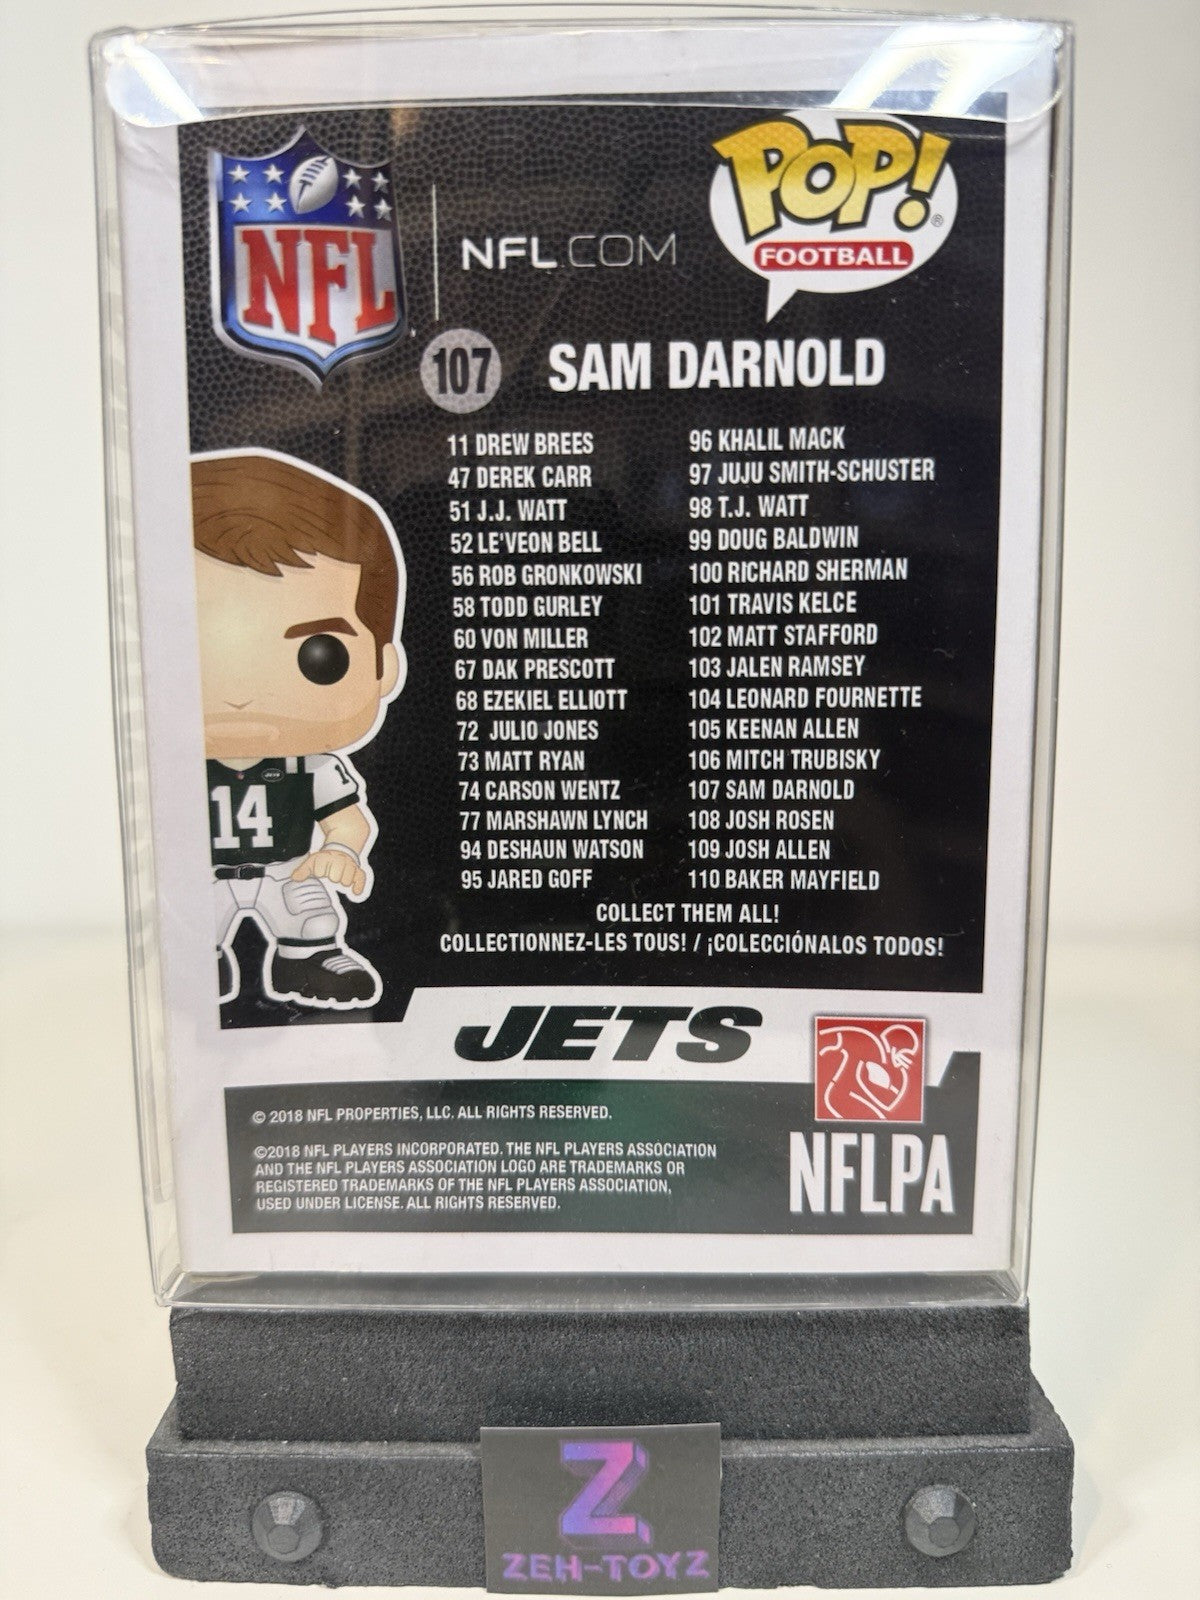 NFL
NFL.COM
POP!®
FOOTBALL
107 SAM DARNOLD
11 DREW BREES
47 DEREK CARR
51 J.J. WATT
52 LE'VEON BELL
56 ROB GRONKOWSKI
58 TODD GURLEY
60 VON MILLER
67 DAK PRESCOTT
68 EZEKIEL ELLIOTT
72 JULIO JONES
73 MATT RYAN
74 CARSON WENTZ
77 MARSHAWN LYNCH
94 DESHAUN WATSON
95 JARED GOFF
96 KHALIL MACK
97 JUJU SMITH-SCHUSTER
98 T.J. WATT
99 DOUG BALDWIN
100 RICHARD SHERMAN
101 TRAVIS KELCE
102 MATT STAFFORD
103 JALEN RAMSEY
104 LEONARD FOURNETTE
105 KEENAN ALLEN
106 MITCH TRUBISKY
107 SAM DARNOLD
108 JOSH ROSEN
109 JOSH ALLEN
110 BAKER MAYFIELD
COLLECT THEM ALL!
COLLECTIONNEZ-LES TOUS! / ¡COLECCIÓNALOS TODOS!
JETS
14
14
JETS
© 2018 NFL PROPERTIES, LLC. ALL RIGHTS RESERVED.
©2018 NFL PLAYERS INCORPORATED. THE NFL PLAYERS ASSOCIATION
AND THE NFL PLAYERS ASSOCIATION LOGO ARE TRADEMARKS OR
REGISTERED TRADEMARKS OF THE NFL PLAYERS ASSOCIATION,
USED UNDER LICENSE. ALL RIGHTS RESERVED.
NFLPA
Z
ZEH-TOYZ